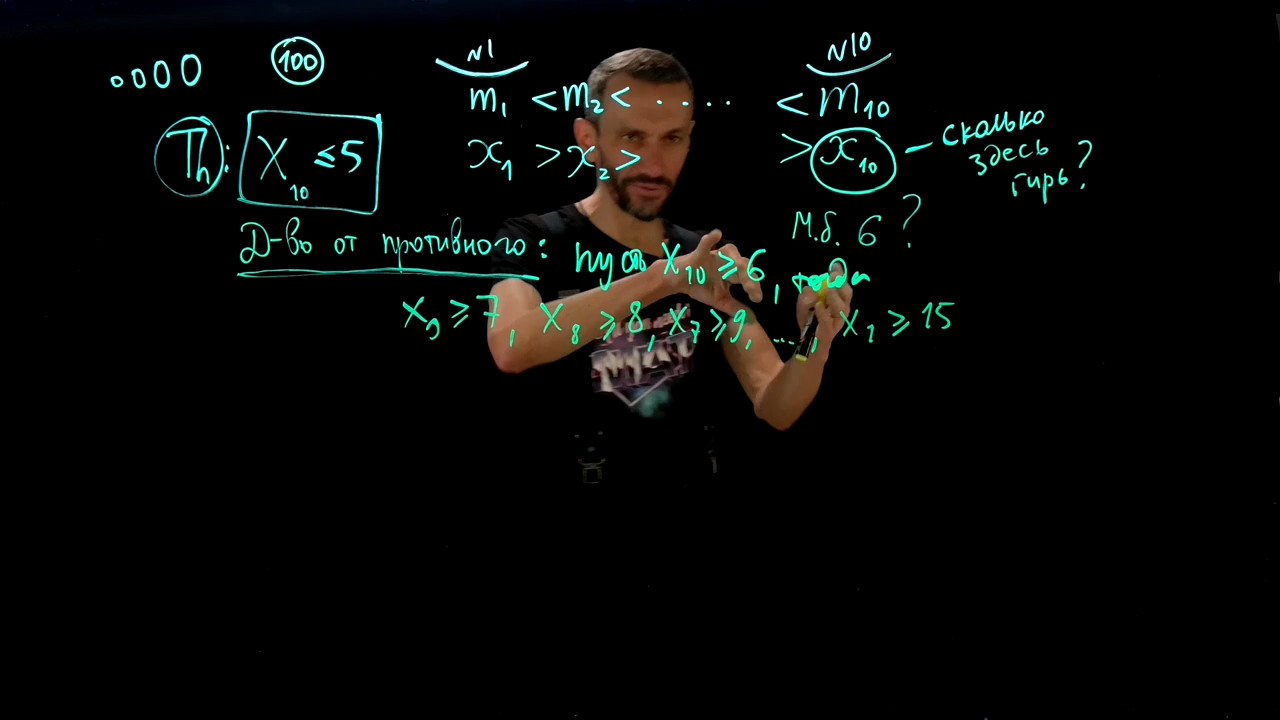 100
№1
№10
m₁ < m₂ < .... < m₁₀
Th: X₁₀ ≤ 5
x₁ > x₂ > > x₁₀ – сколько здесь гирь?
М.б. 6?
Д-во от противного: пусть X₁₀ ≥ 6, тогда
X₉ ≥ 7, X₈ ≥ 8, X₇ ≥ 9, ..., X₁ ≥ 15